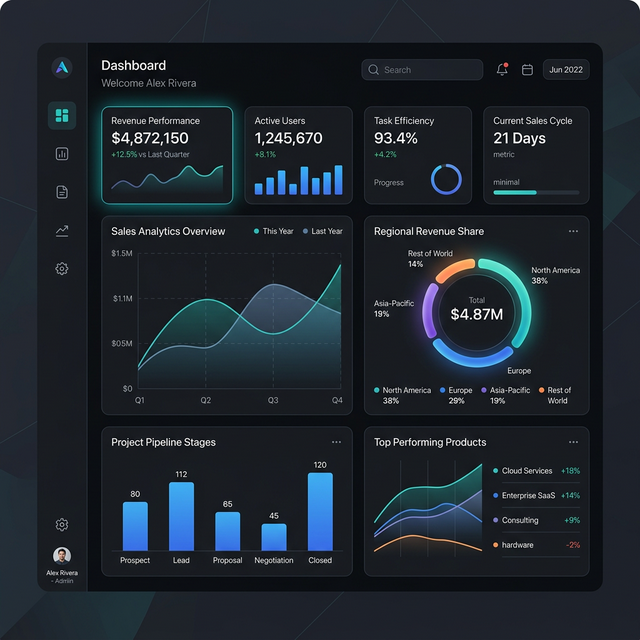 Dashboard
Welcome Alex Rivera
Search
Jun 2022
Revenue Performance
$4,872,150
+12.5% vs Last Quarter
Active Users
1,245,670
+8.1%
Task Efficiency
93.4%
+4.2%
Progress
Current Sales Cycle
21 Days
metric
minimal
Sales Analytics Overview
This Year
Last Year
$1.5M
$1.1M
$0.5M
$0
Q1
Q2
Q3
Q4
Regional Revenue Share
Rest of World
14%
North America
38%
Asia-Pacific
19%
Total
$4.87M
Europe
North America
38%
Europe
29%
Asia-Pacific
19%
Rest of
World
Project Pipeline Stages
80
112
65
45
120
Prospect
Lead
Proposal
Negotiation
Closed
Top Performing Products
Cloud Services +18%
Enterprise SaaS +14%
Consulting +9%
hardware -2%
Alex Rivera
- Admin